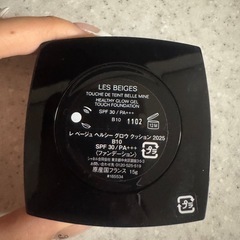 LES BEIGES
TOUCHE DE TEINT BELLE MINE
HEALTHY GLOW GEL
TOUCH FOUNDATION
SPF 30 / PA+++
B10 1102
12M
レ ベージュ ヘルシー グロウ クッション 2025
B10
SPF 30/PA+++
(ファンデーション)
原産国フランス 15g